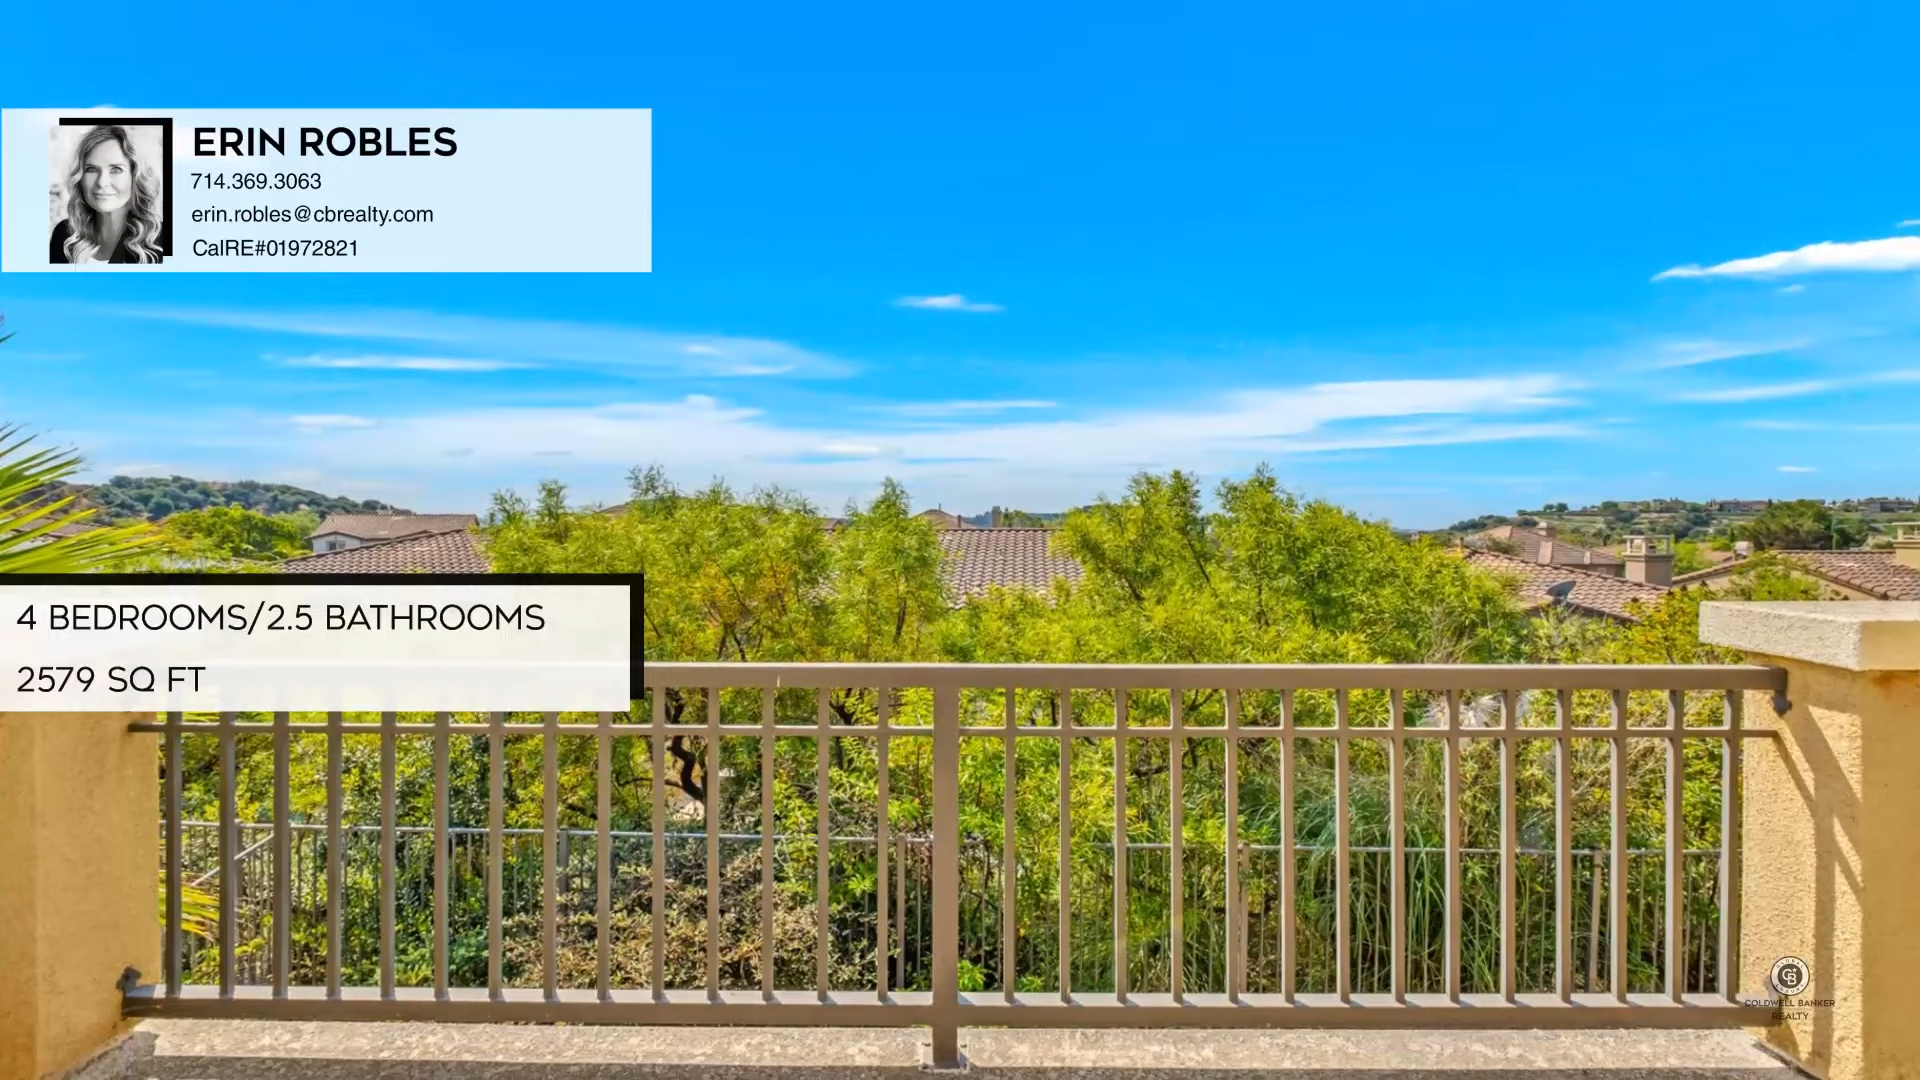 ERIN ROBLES
714.369.3063
erin.robles@cbrealty.com
CalRE#01972821
4 BEDROOMS/2.5 BATHROOMS
2579 SQ FT
COLDWELL BANKER
REALTY